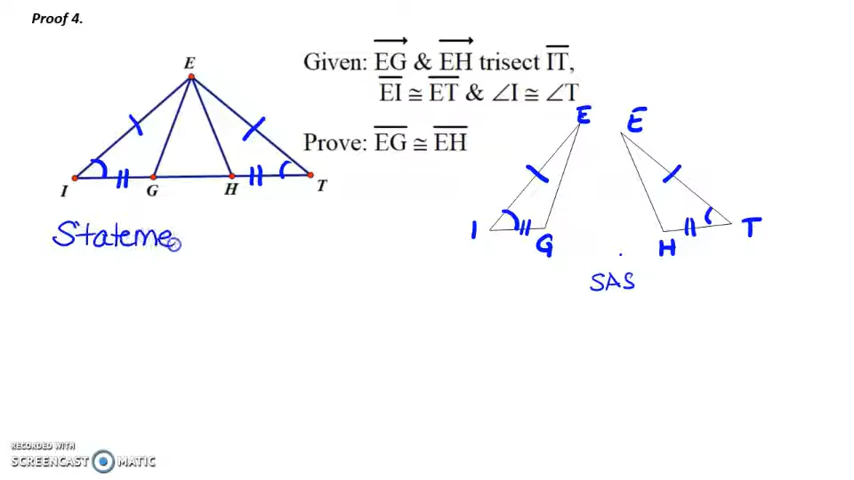 Proof 4.
Given: EG & EH trisect IT,
EI ≅ ET & ∠I ≅ ∠T
Prove: EG ≅ EH
E
I
G
H
T
E
E
I
G
H
T
SAS
Stateme
RECORDED WITH
SCREENCAST MATIC